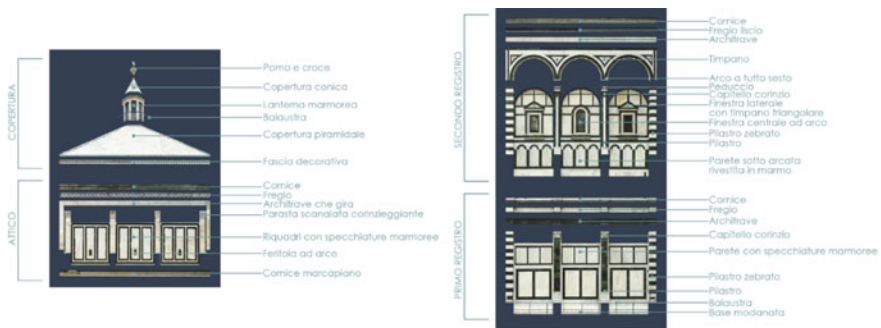 COPERTURA
Pomo e croce
Copertura conica
Lanterna marmorea
Balaustra
Copertura piramidale
Fascia decorativa
ATTICO
Cornice
Fregio
Architrave che gira
Parasta scanalata corinzieggiante
Riquadri con specchiature marmoree
Feritoia ad arco
Cornice marcapiano
SECONDO REGISTRO
Cornice
Fregio liscio
Architrave
Timpano
Arco a tutto sesto
Peduccio
Capitello corinzio
Finestra laterale
con timpano triangolare
Finestra centrale ad arco
Pilastro zebrato
Pilastro
Parete sotto arcata
rivestita in marmo
PRIMO REGISTRO
Cornice
Fregio
Architrave
Capitello corinzio
Parete con specchiature marmoree
Pilastro zebrato
Pilastro
Balaustra
Base modanata